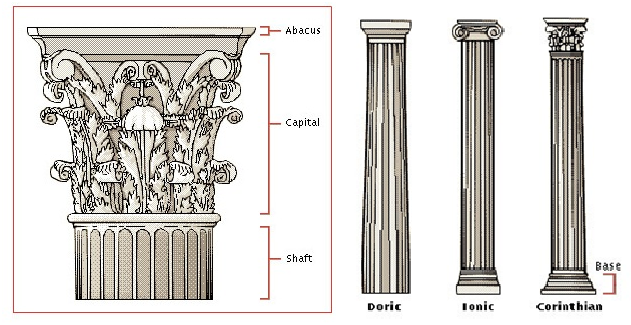 Abacus
Capital
Shaft
Base
Doric
Ionic
Corinthian